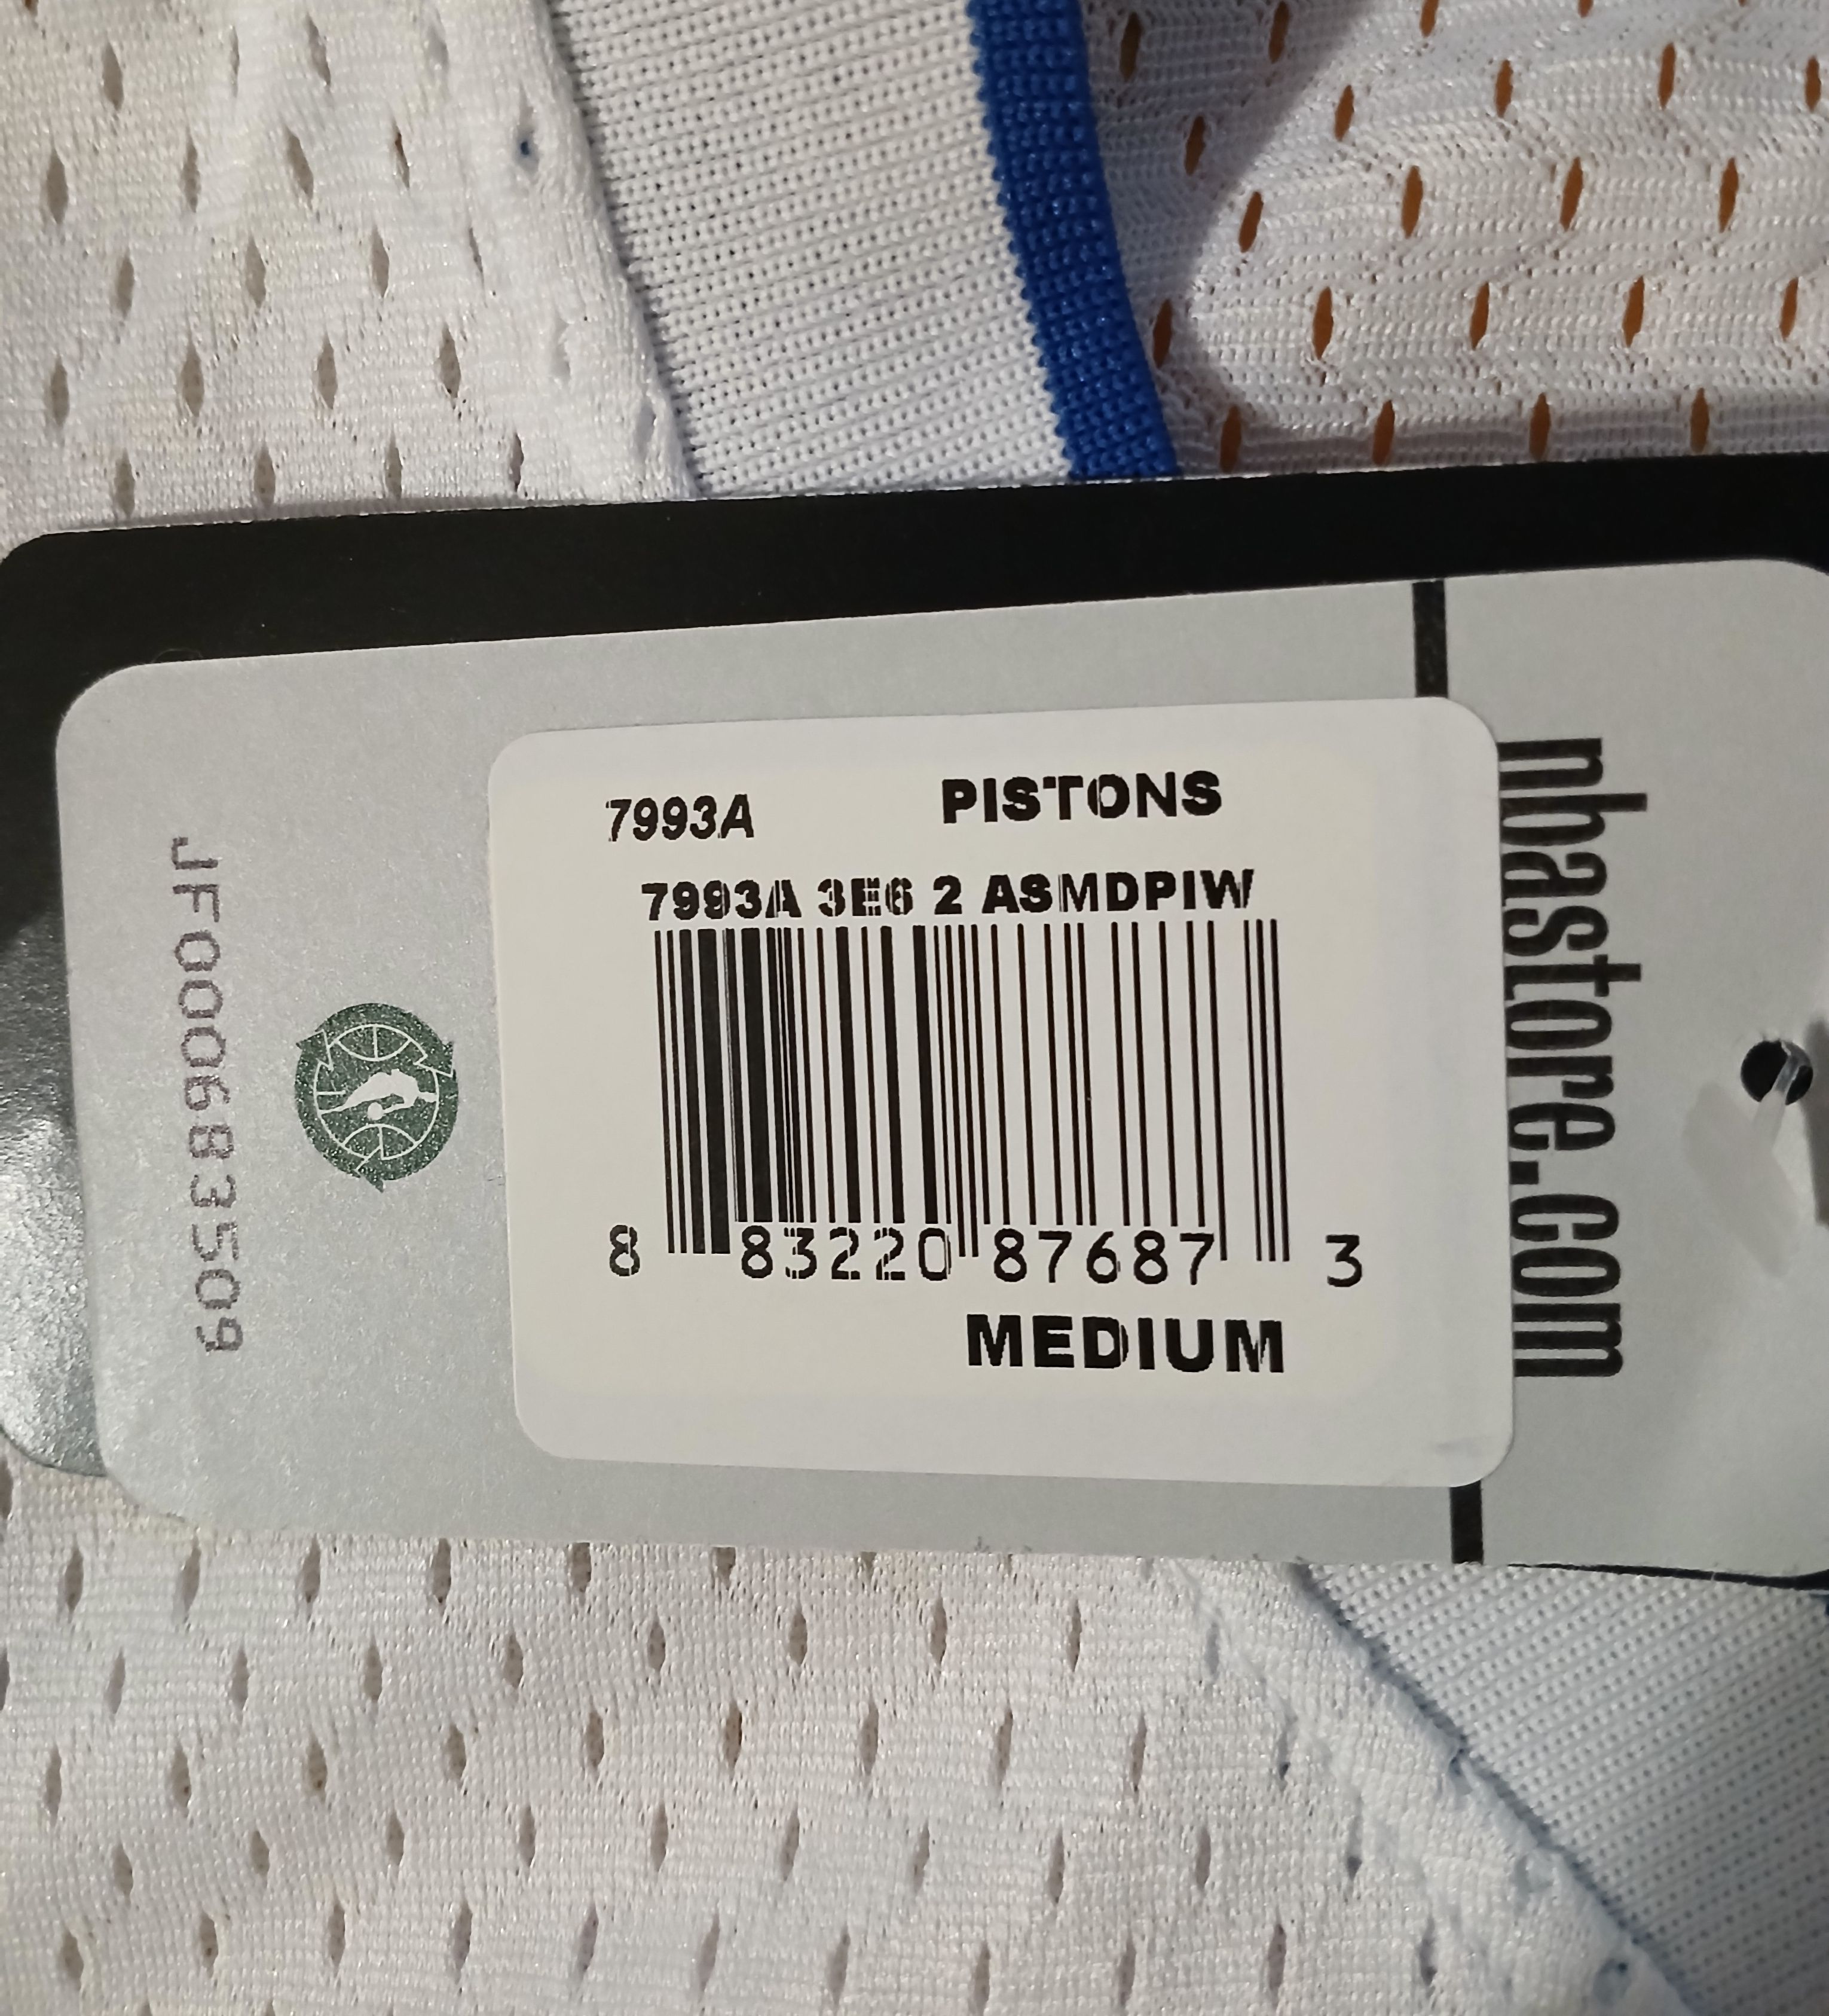 7993A PISTONS
7993A 3E6 2 ASMDPIW
8 83220 87687 3
MEDIUM
JF00683509
nbastore.com